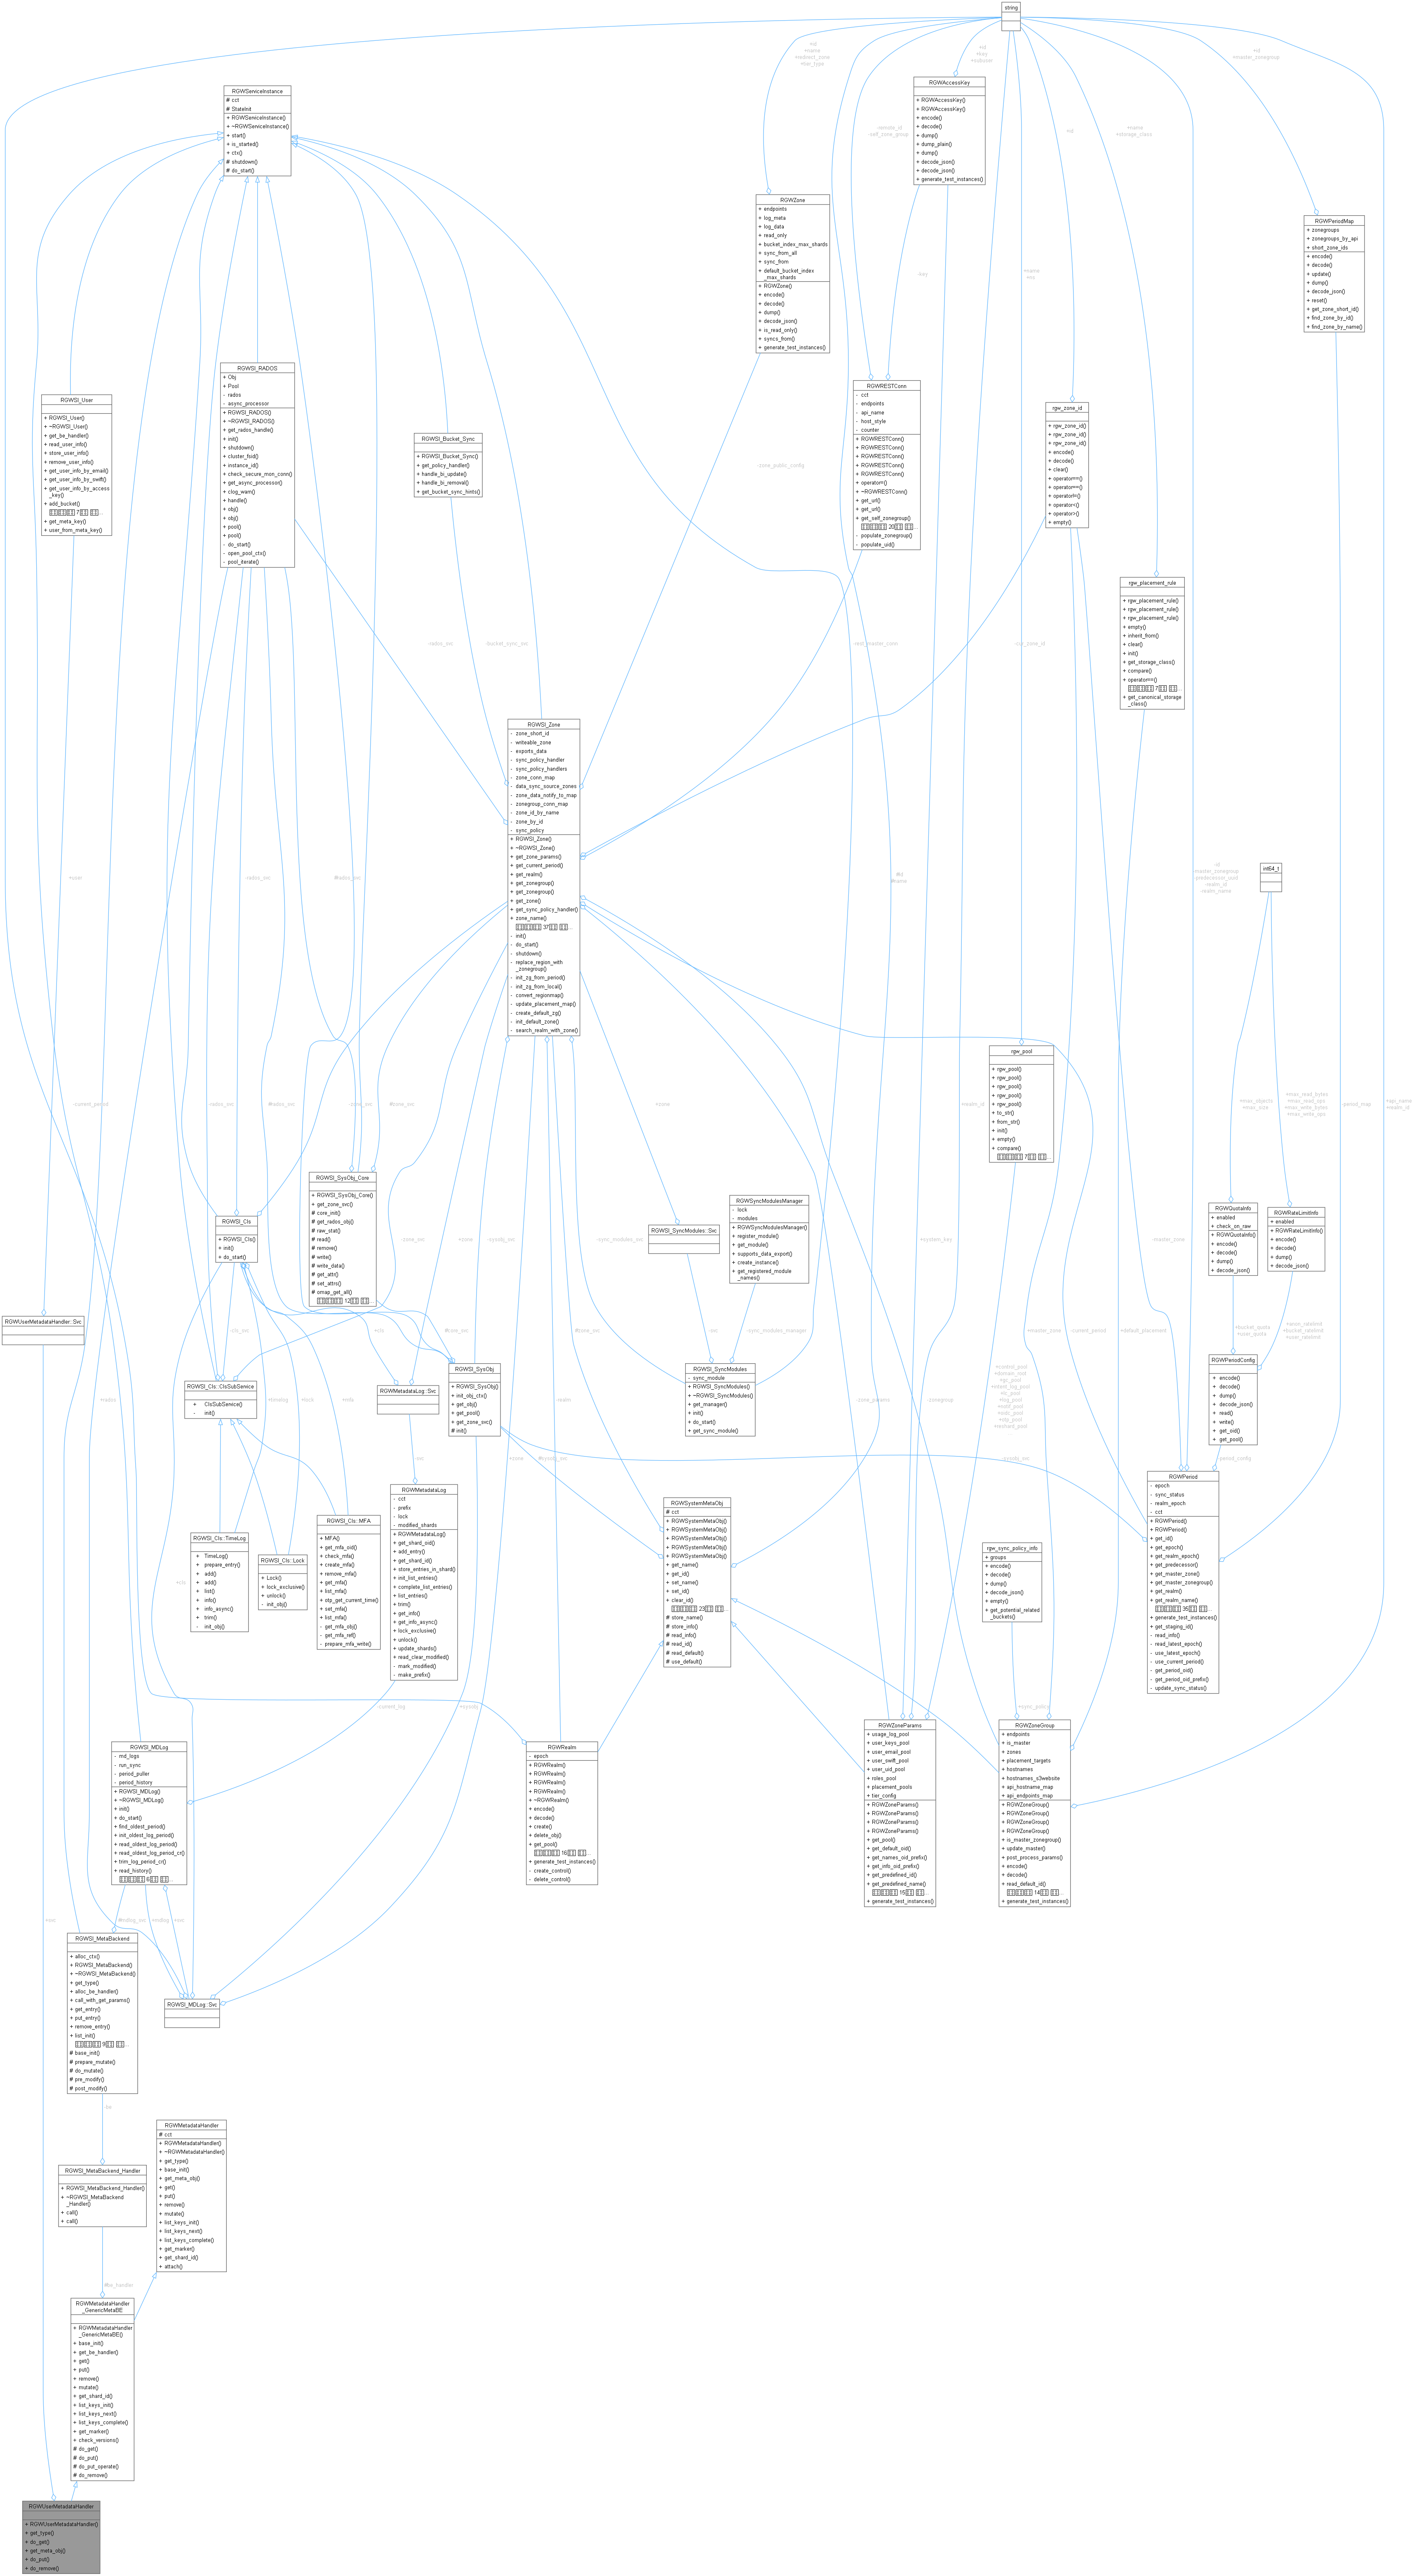 string
RGWServiceInstance
# cct
# StateInit
+ RGWServiceInstance()
+ ~RGWServiceInstance()
+ start()
+ is_started()
+ ctx()
# shutdown()
# do_start()
RGWAccessKey
+ RGWAccessKey()
+ RGWAccessKey()
+ encode()
+ decode()
+ dump()
+ dump_plain()
+ dump()
+ decode_json()
+ decode_json()
+ generate_test_instances()
RGWZone
+ endpoints
+ log_meta
+ log_data
+ read_only
+ bucket_index_max_shards
+ sync_from_all
+ sync_from
+ default_bucket_index
_max_shards
+ RGWZone()
+ encode()
+ decode()
+ dump()
+ decode_json()
+ is_read_only()
+ syncs_from()
+ generate_test_instances()
RGWPeriodMap
+ zonegroups
+ zonegroups_by_api
+ short_zone_ids
+ encode()
+ decode()
+ update()
+ dump()
+ decode_json()
+ reset()
+ get_zone_short_id()
+ find_zone_by_id()
+ find_zone_by_name()
RGWSI_RADOS
+ Obj
+ Pool
- rados
- async_processor
+ RGWSI_RADOS()
+ ~RGWSI_RADOS()
+ get_rados_handle()
+ init()
+ shutdown()
+ cluster_fsid()
+ instance_id()
+ check_secure_mon_conn()
+ get_async_processor()
+ clog_warn()
+ handle()
+ obj()
+ obj()
+ pool()
+ pool()
- do_start()
- open_pool_ctx()
- pool_iterate()
RGWSI_User
+ RGWSI_User()
+ ~RGWSI_User()
+ get_be_handler()
+ read_user_info()
+ store_user_info()
+ remove_user_info()
+ get_user_info_by_email()
+ get_user_info_by_swift()
+ get_user_info_by_access
_key()
+ add_bucket()
+ get_meta_key()
+ user_from_meta_key()
RGWSI_Bucket_Sync
+ RGWSI_Bucket_Sync()
+ get_policy_handler()
+ handle_bi_update()
+ handle_bi_removal()
+ get_bucket_sync_hints()
RGWRESTConn
- cct
- endpoints
- api_name
- host_style
- counter
+ RGWRESTConn()
+ RGWRESTConn()
+ RGWRESTConn()
+ RGWRESTConn()
+ RGWRESTConn()
+ operator=()
+ ~RGWRESTConn()
+ get_url()
+ get_url()
+ get_self_zonegroup()
- populate_zonegroup()
- populate_uid()
rgw_zone_id
+ rgw_zone_id()
+ rgw_zone_id()
+ rgw_zone_id()
+ encode()
+ decode()
+ clear()
+ operator==()
+ operator==()
+ operator!=()
+ operator<()
+ operator>()
+ empty()
rgw_placement_rule
+ rgw_placement_rule()
+ rgw_placement_rule()
+ rgw_placement_rule()
+ empty()
+ inherit_from()
+ clear()
+ init()
+ get_storage_class()
+ compare()
+ operator==()
+ get_canonical_storage
_class()
RGWSI_Zone
- zone_short_id
- writeable_zone
- exports_data
- sync_policy_handler
- sync_policy_handlers
- zone_conn_map
- data_sync_source_zones
- zone_data_notify_to_map
- zonegroup_conn_map
- zone_id_by_name
- zone_by_id
- sync_policy
+ RGWSI_Zone()
+ ~RGWSI_Zone()
+ get_zone_params()
+ get_current_period()
+ get_realm()
+ get_zonegroup()
+ get_zonegroup()
+ get_zone()
+ get_sync_policy_handler()
+ zone_name()
- init()
- do_start()
- shutdown()
- replace_region_with
_zonegroup()
- init_zg_from_period()
- init_zg_from_local()
- convert_regionmap()
- update_placement_map()
- create_default_zg()
- init_default_zone()
- search_realm_with_zone()
int64_t
rgw_pool
+ rgw_pool()
+ rgw_pool()
+ rgw_pool()
+ rgw_pool()
+ rgw_pool()
+ to_str()
+ from_str()
+ init()
+ empty()
+ compare()
RGWSI_SysObj_Core
+ RGWSI_SysObj_Core()
+ get_zone_svc()
# core_init()
# get_rados_obj()
# raw_stat()
# read()
# remove()
# write()
# write_data()
# get_attr()
# set_attrs()
# omap_get_all()
RGWSyncModulesManager
- lock
- modules
+ RGWSyncModulesManager()
+ register_module()
+ get_module()
+ supports_data_export()
+ create_instance()
+ get_registered_module
_names()
RGWSI_SyncModules::Svc
RGWSI_Cls
+ RGWSI_Cls()
+ init()
+ do_start()
RGWQuotaInfo
+ enabled
+ check_on_raw
+ RGWQuotaInfo()
+ encode()
+ decode()
+ dump()
+ decode_json()
RGWRateLimitInfo
+ enabled
+ RGWRateLimitInfo()
+ encode()
+ decode()
+ dump()
+ decode_json()
RGWUserMetadataHandler::Svc
RGWPeriodConfig
+ encode()
+ decode()
+ dump()
+ decode_json()
+ read()
+ write()
+ get_oid()
+ get_pool()
RGWSI_SysObj
+ RGWSI_SysObj()
+ init_obj_ctx()
+ get_obj()
+ get_pool()
+ get_zone_svc()
# init()
RGWSI_SyncModules
- sync_module
+ RGWSI_SyncModules()
+ ~RGWSI_SyncModules()
+ get_manager()
+ init()
+ do_start()
+ get_sync_module()
RGWSI_Cls::ClsSubService
+ ClsSubService()
- init()
RGWMetadataLog::Svc
RGWPeriod
- epoch
- sync_status
- realm_epoch
- cct
+ RGWPeriod()
+ RGWPeriod()
+ get_id()
+ get_epoch()
+ get_realm_epoch()
+ get_predecessor()
+ get_master_zone()
+ get_master_zonegroup()
+ get_realm()
+ get_realm_name()
+ generate_test_instances()
+ get_staging_id()
- read_info()
- read_latest_epoch()
- use_latest_epoch()
- use_current_period()
- get_period_oid()
- get_period_oid_prefix()
- update_sync_status()
RGWMetadataLog
- cct
- prefix
- lock
- modified_shards
+ RGWMetadataLog()
+ get_shard_oid()
+ add_entry()
+ get_shard_id()
+ store_entries_in_shard()
+ init_list_entries()
+ complete_list_entries()
+ list_entries()
+ trim()
+ get_info()
+ get_info_async()
+ lock_exclusive()
+ unlock()
+ update_shards()
+ read_clear_modified()
- mark_modified()
- make_prefix()
RGWSystemMetaObj
# cct
+ RGWSystemMetaObj()
+ RGWSystemMetaObj()
+ RGWSystemMetaObj()
+ RGWSystemMetaObj()
+ RGWSystemMetaObj()
+ get_name()
+ get_id()
+ set_name()
+ set_id()
+ clear_id()
# store_name()
# store_info()
# read_info()
# read_id()
# read_default()
# use_default()
RGWSI_Cls::MFA
+ MFA()
+ get_mfa_oid()
+ check_mfa()
+ create_mfa()
+ remove_mfa()
+ get_mfa()
+ list_mfa()
+ otp_get_current_time()
+ set_mfa()
+ list_mfa()
- get_mfa_obj()
- get_mfa_ref()
- prepare_mfa_write()
RGWSI_Cls::TimeLog
+ TimeLog()
+ prepare_entry()
+ add()
+ add()
+ list()
+ info()
+ info_async()
+ trim()
- init_obj()
RGWSI_Cls::Lock
+ Lock()
+ lock_exclusive()
+ unlock()
- init_obj()
rgw_sync_policy_info
+ groups
+ encode()
+ decode()
+ dump()
+ decode_json()
+ empty()
+ get_potential_related
_buckets()
RGWZoneParams
+ usage_log_pool
+ user_keys_pool
+ user_email_pool
+ user_swift_pool
+ user_uid_pool
+ roles_pool
+ placement_pools
+ tier_config
+ RGWZoneParams()
+ RGWZoneParams()
+ RGWZoneParams()
+ RGWZoneParams()
+ get_pool()
+ get_default_oid()
+ get_names_oid_prefix()
+ get_info_oid_prefix()
+ get_predefined_id()
+ get_predefined_name()
+ generate_test_instances()
RGWZoneGroup
+ endpoints
+ is_master
+ zones
+ placement_targets
+ hostnames
+ hostnames_s3website
+ api_hostname_map
+ api_endpoints_map
+ RGWZoneGroup()
+ RGWZoneGroup()
+ RGWZoneGroup()
+ RGWZoneGroup()
+ is_master_zonegroup()
+ update_master()
+ post_process_params()
+ encode()
+ decode()
+ read_default_id()
+ generate_test_instances()
RGWSI_MDLog
- md_logs
- run_sync
- period_puller
- period_history
+ RGWSI_MDLog()
+ ~RGWSI_MDLog()
+ init()
+ do_start()
+ find_oldest_period()
+ init_oldest_log_period()
+ read_oldest_log_period()
+ read_oldest_log_period_cr()
+ trim_log_period_cr()
+ read_history()
RGWRealm
- epoch
+ RGWRealm()
+ RGWRealm()
+ RGWRealm()
+ RGWRealm()
+ ~RGWRealm()
+ encode()
+ decode()
+ create()
+ delete_obj()
+ get_pool()
+ generate_test_instances()
- create_control()
- delete_control()
RGWSI_MetaBackend
+ alloc_ctx()
+ RGWSI_MetaBackend()
+ ~RGWSI_MetaBackend()
+ get_type()
+ alloc_be_handler()
+ call_with_get_params()
+ get_entry()
+ put_entry()
+ remove_entry()
+ list_init()
# base_init()
# prepare_mutate()
# do_mutate()
# pre_modify()
# post_modify()
RGWSI_MDLog::Svc
RGWMetadataHandler
# cct
+ RGWMetadataHandler()
+ ~RGWMetadataHandler()
+ get_type()
+ base_init()
+ get_meta_obj()
+ get()
+ put()
+ remove()
+ mutate()
+ list_keys_init()
+ list_keys_next()
+ list_keys_complete()
+ get_marker()
+ get_shard_id()
+ attach()
RGWSI_MetaBackend_Handler
+ RGWSI_MetaBackend_Handler()
+ ~RGWSI_MetaBackend
_Handler()
+ call()
+ call()
RGWMetadataHandler
_GenericMetaBE
+ RGWMetadataHandler
_GenericMetaBE()
+ base_init()
+ get_be_handler()
+ get()
+ put()
+ remove()
+ mutate()
+ get_shard_id()
+ list_keys_init()
+ list_keys_next()
+ list_keys_complete()
+ get_marker()
+ check_versions()
# do_get()
# do_put()
# do_put_operate()
# do_remove()
RGWUserMetadataHandler
+ RGWUserMetadataHandler()
+ get_type()
+ do_get()
+ get_meta_obj()
+ do_put()
+ do_remove()